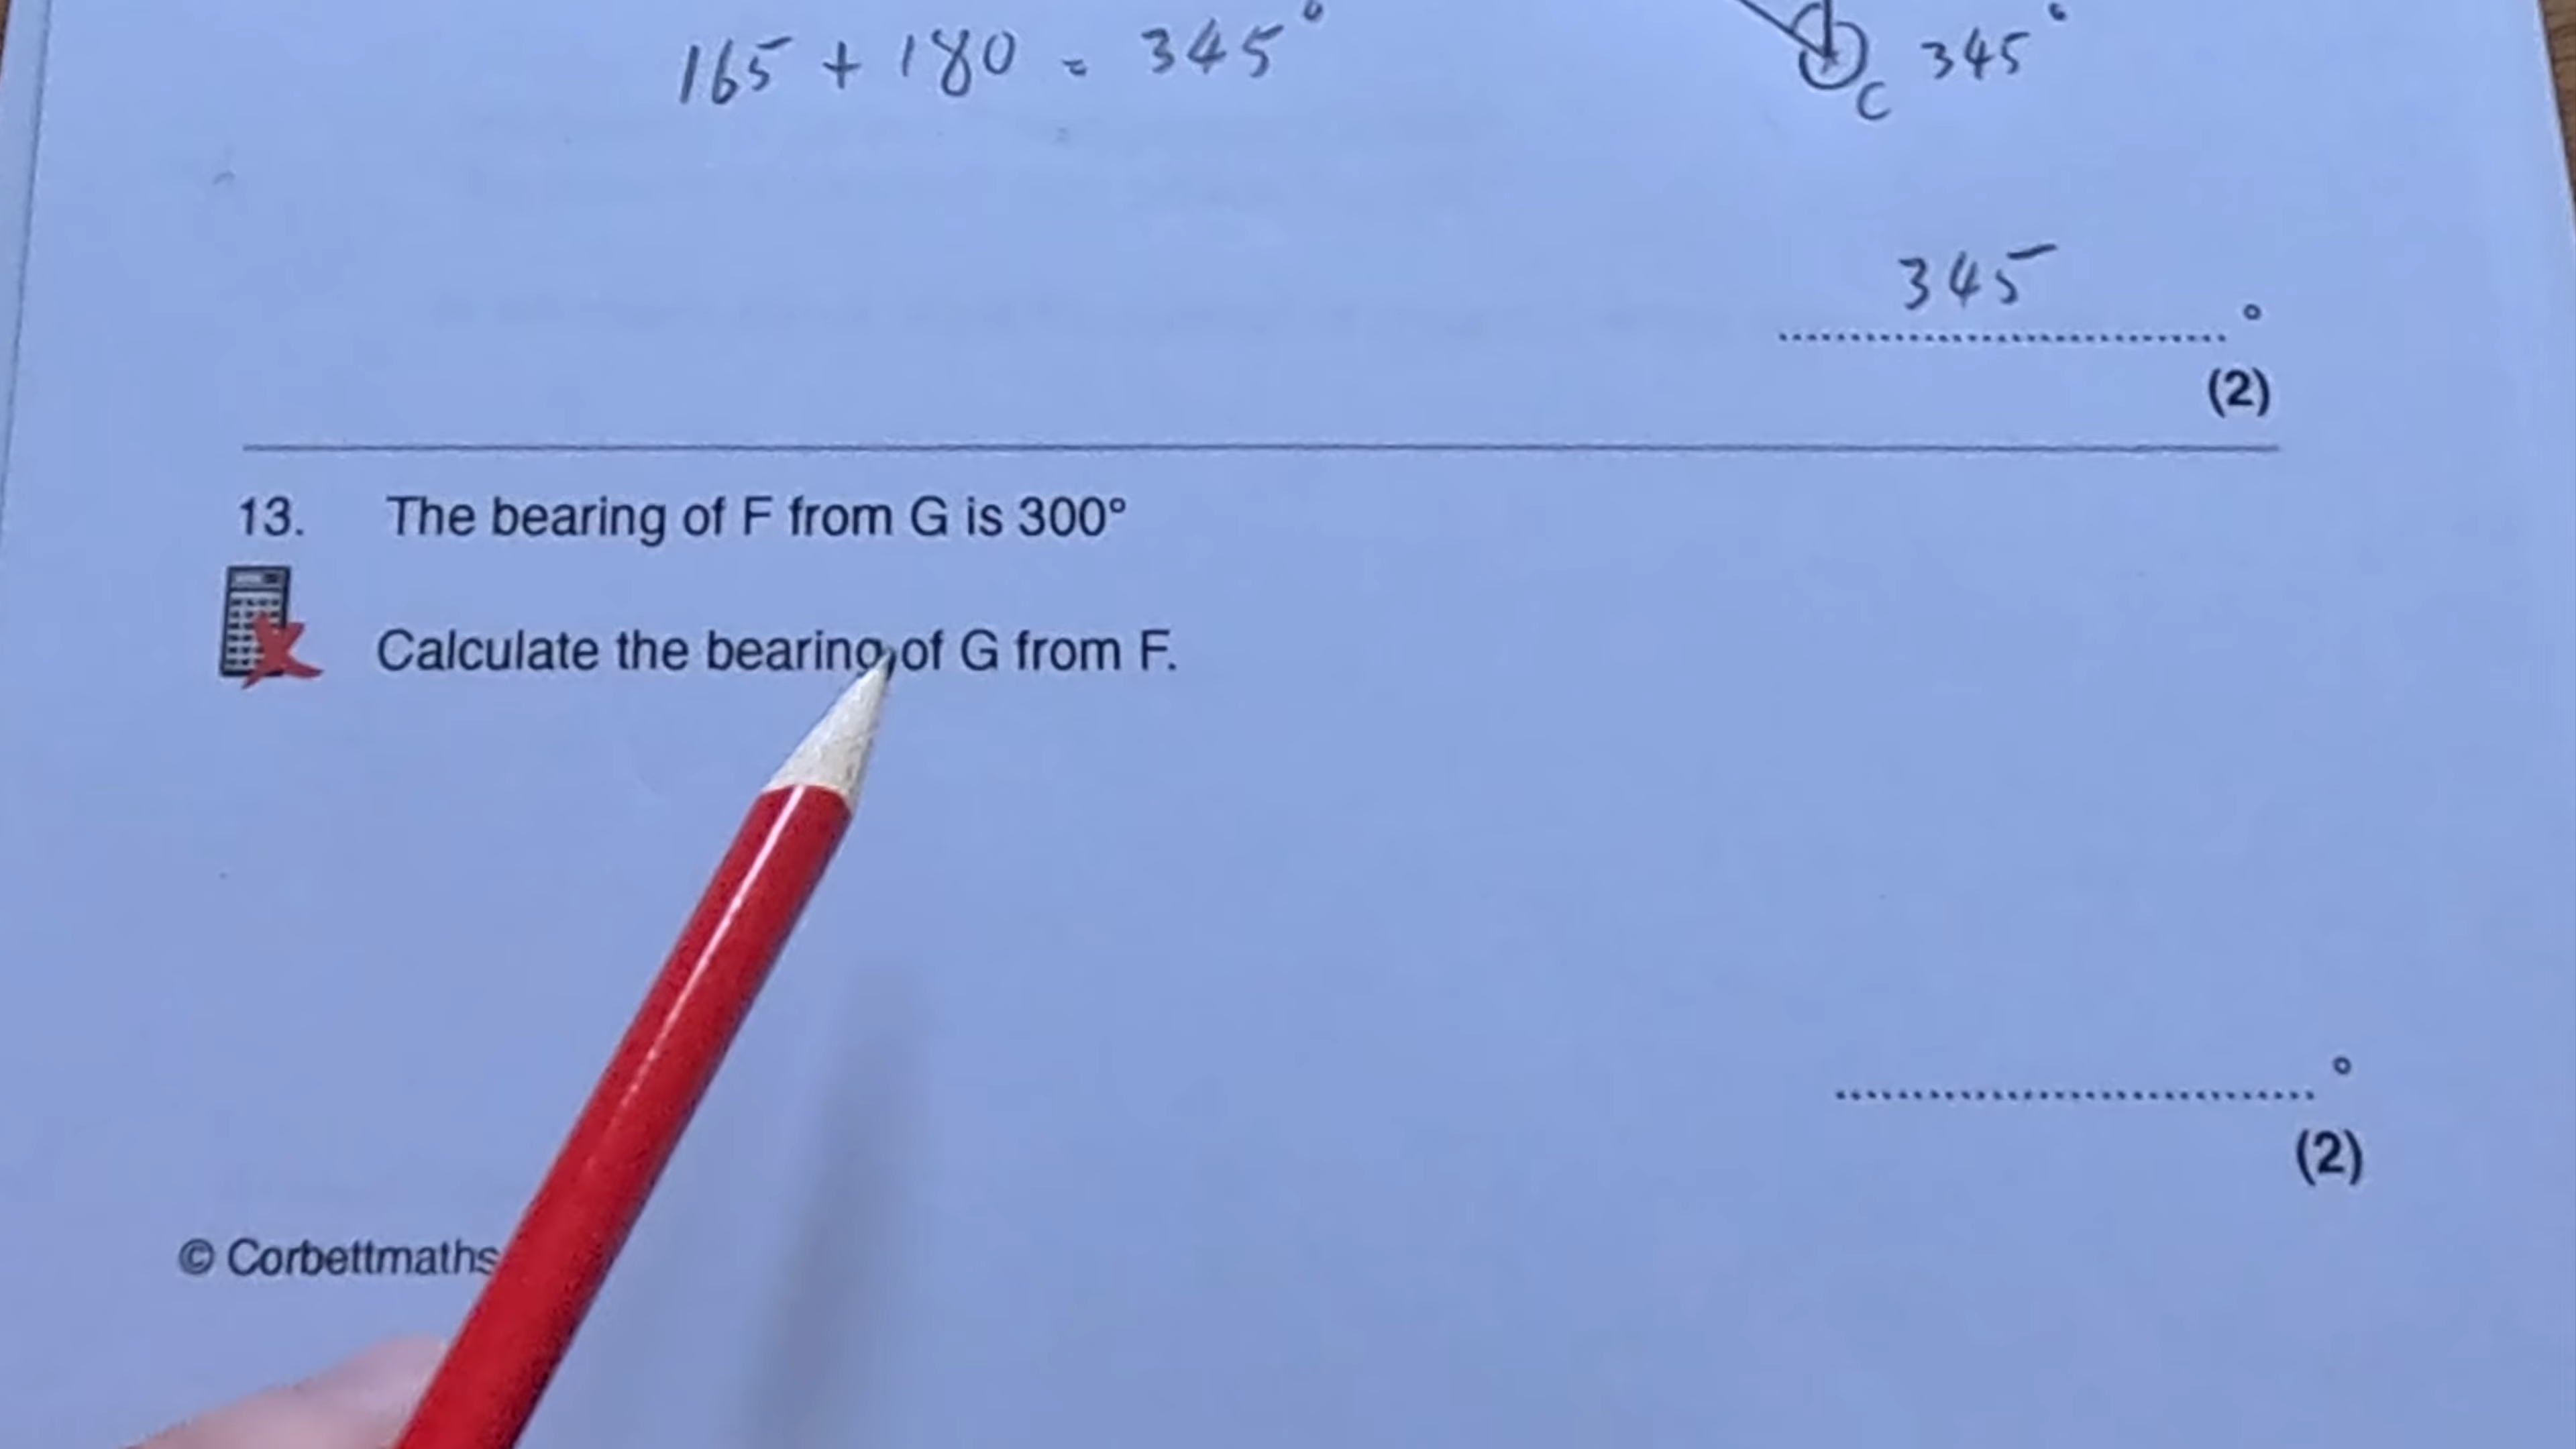 165 + 180 = 345°
C 345°
345 °
(2)
13. The bearing of F from G is 300°
Calculate the bearing of G from F.
°
(2)
© Corbettmaths